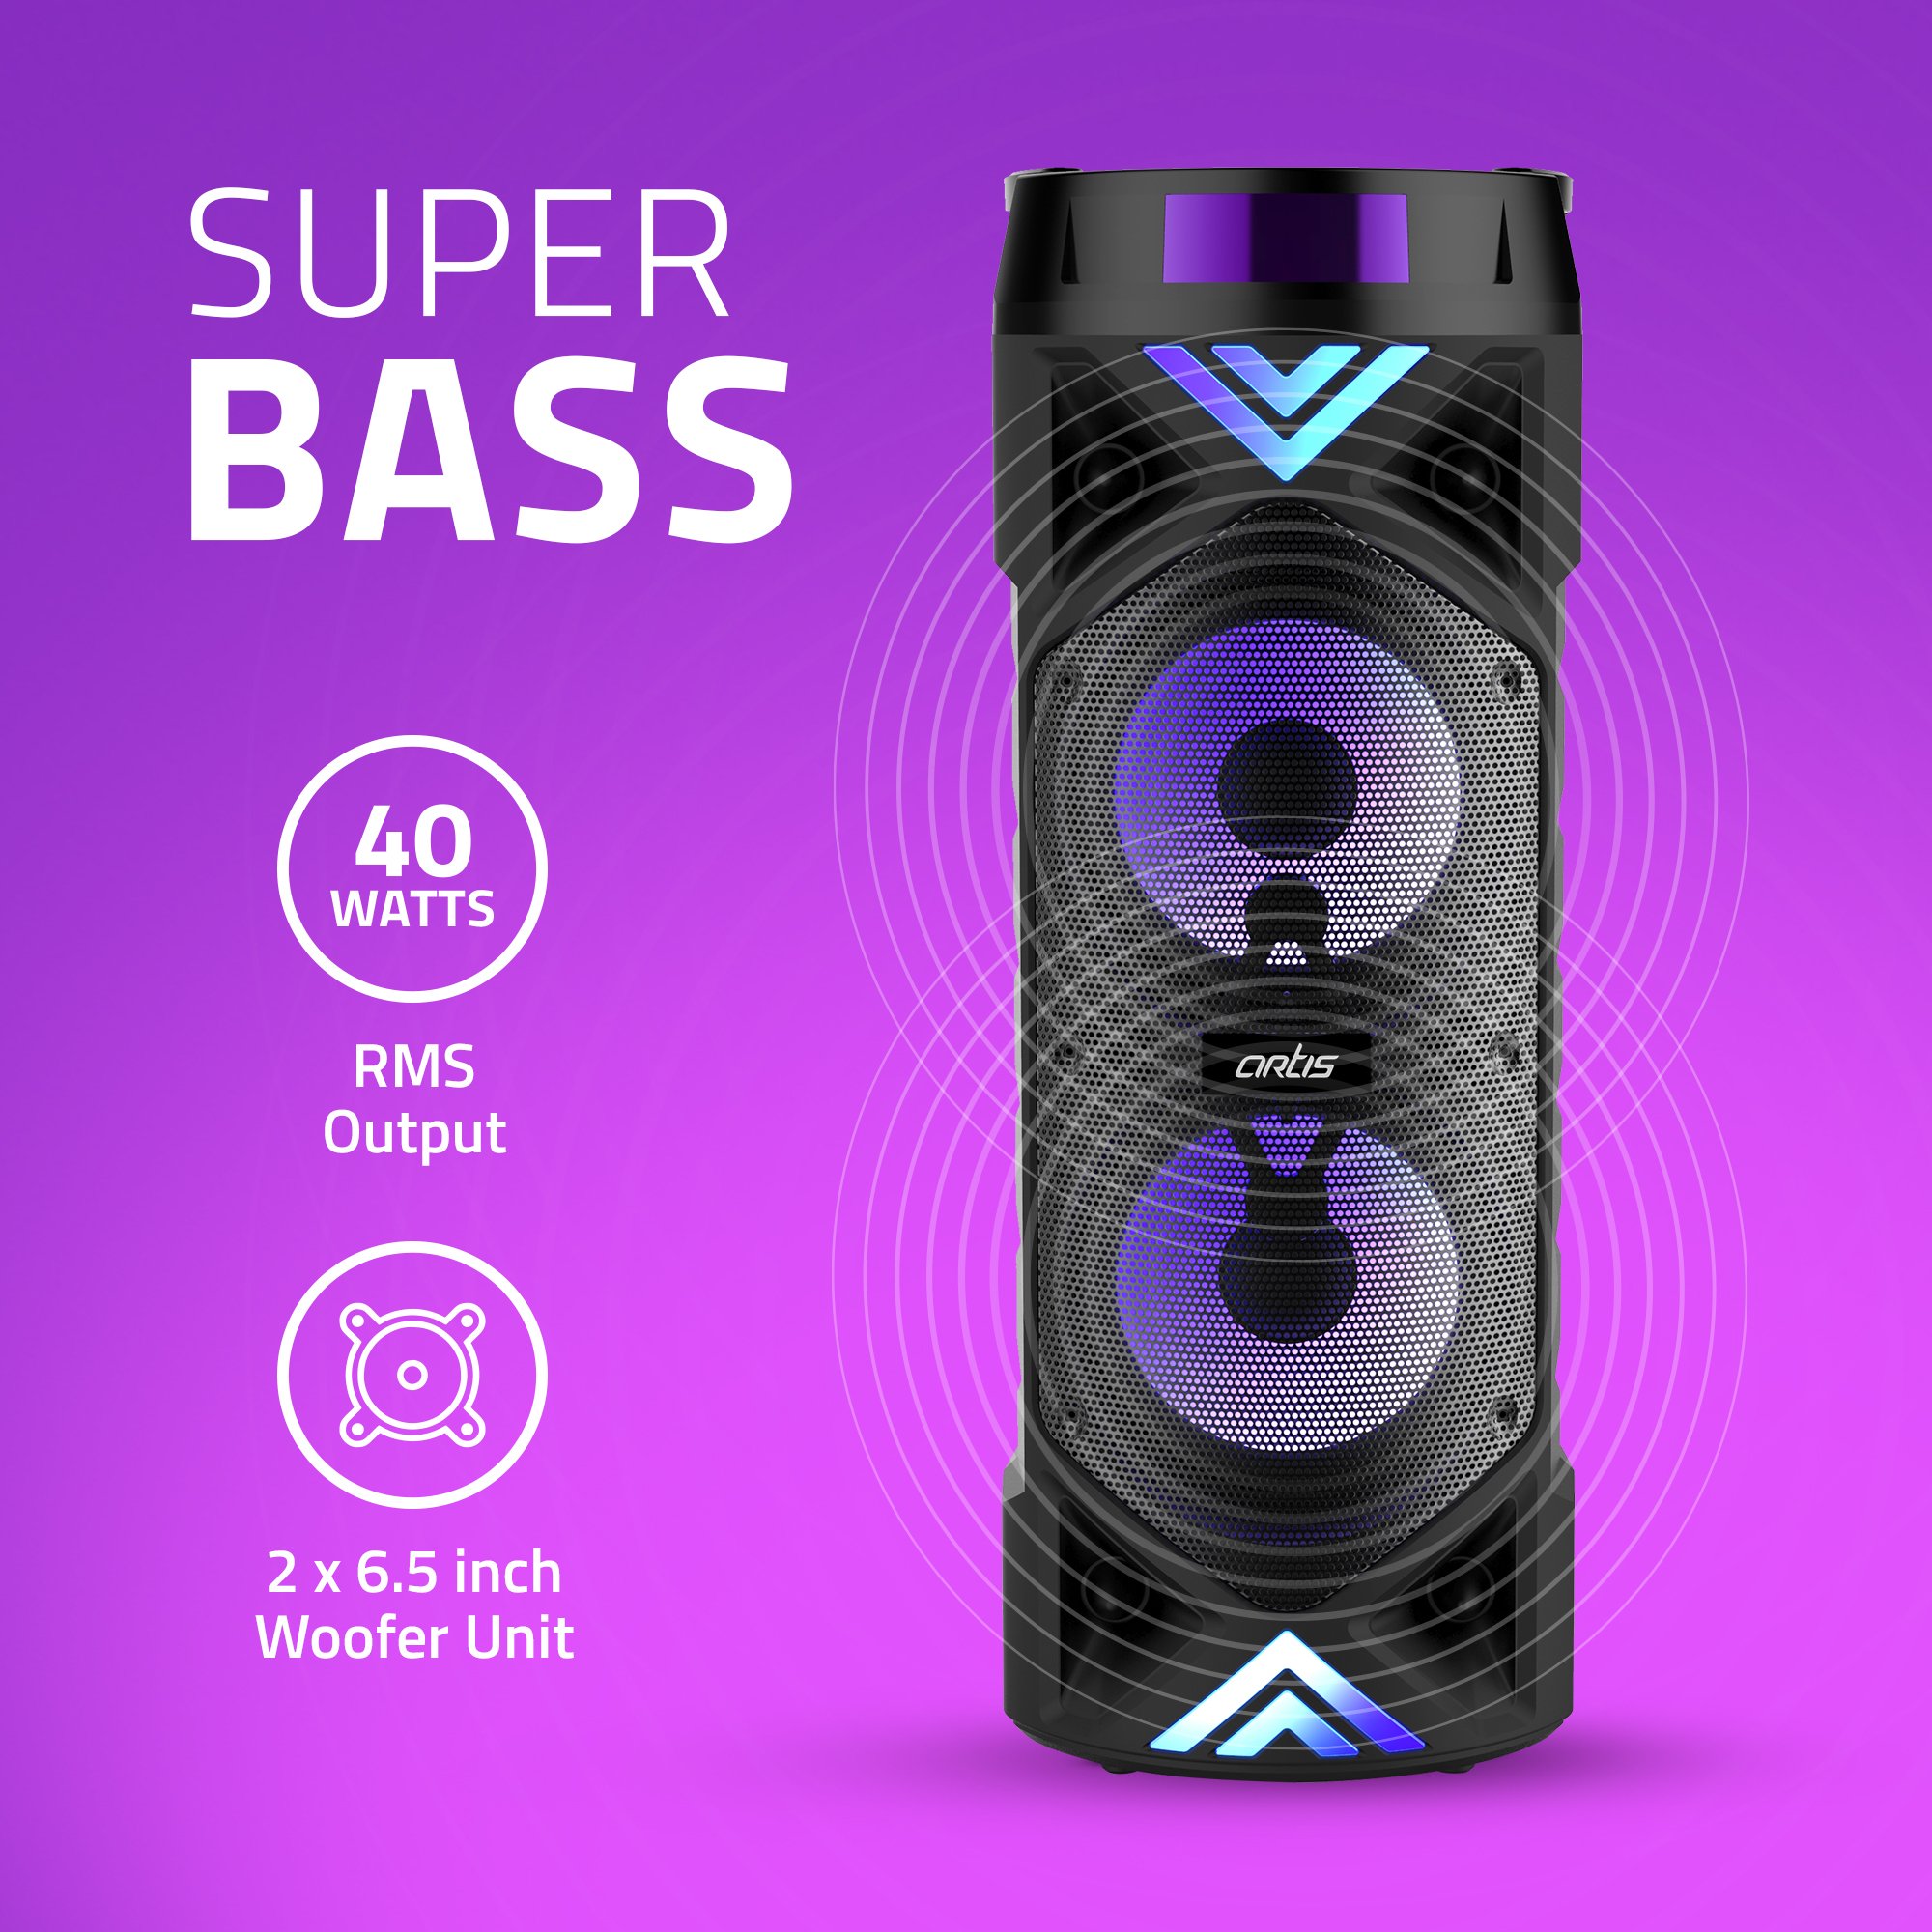 SUPER
BASS
40
WATTS
RMS
Output
artis
2 x 6.5 inch
Woofer Unit